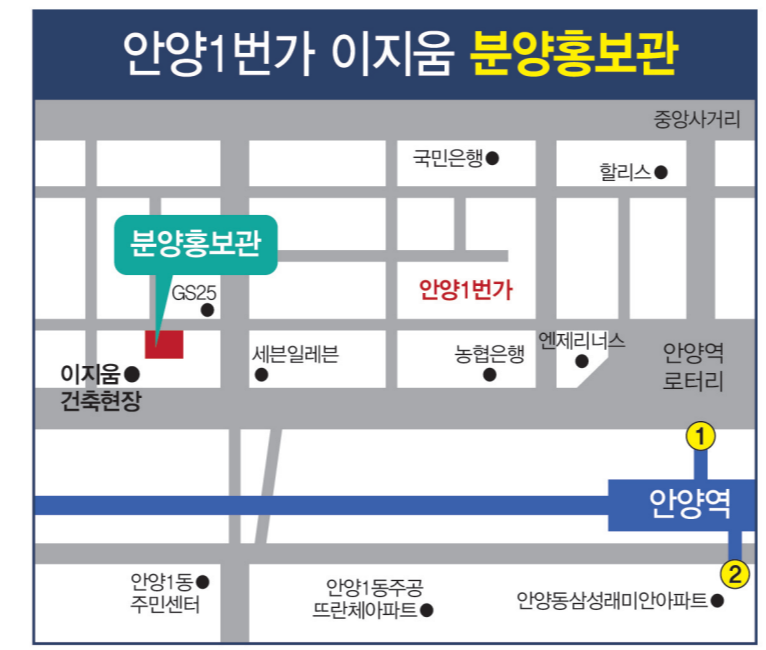 안양1번가 이지움 분양홍보관
중앙사거리
국민은행
할리스
분양홍보관
GS25
안양1번가
세븐일레븐
농협은행
엔제리너스
안양역
로터리
이지움
건축현장
1
안양역
2
안양1동
주민센터
안양1동주공
뜨란체아파트
안양동삼성래미안아파트